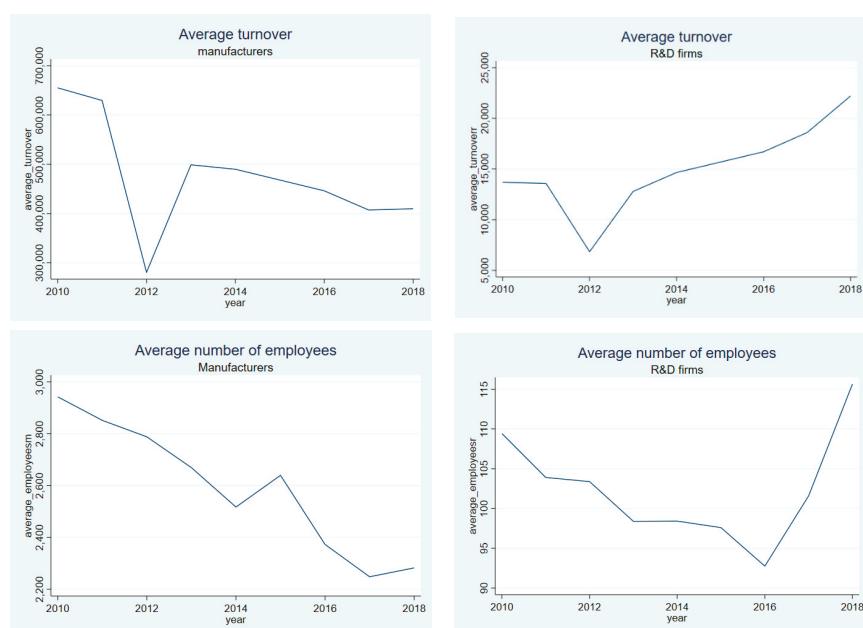 Average turnover
manufacturers
average_turnover
700,000
600,000
500,000
400,000
300,000
2010
2012
2014
2016
2018
year
Average turnover
R&D firms
average_turnoverr
25,000
20,000
15,000
10,000
5,000
2010
2012
2014
2016
2018
year
Average number of employees
Manufacturers
average_employeesm
3,000
2,800
2,600
2,400
2,200
2010
2012
2014
2016
2018
year
Average number of employees
R&D firms
average_employeesr
115
110
105
100
95
90
2010
2012
2014
2016
2018
year